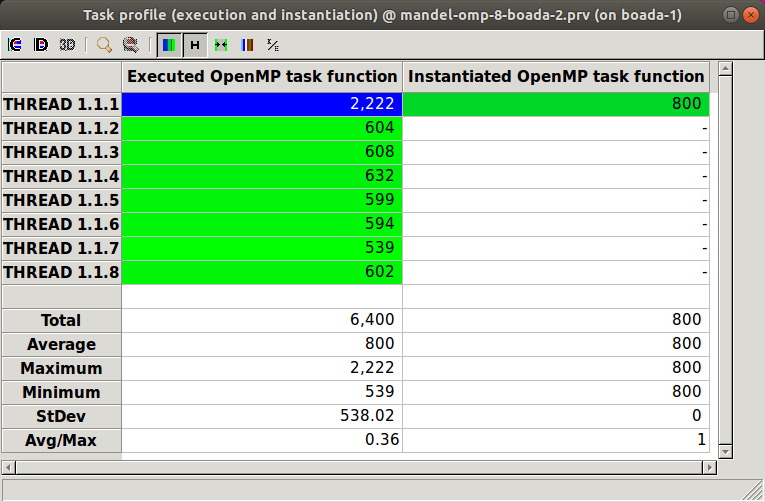 Task profile (execution and instantiation) @ mandel-omp-8-boada-2.prv (on boada-1)
3D
Executed OpenMP task function Instantiated OpenMP task function
THREAD 1.1.1 2,222 800
THREAD 1.1.2 604 -
THREAD 1.1.3 608 -
THREAD 1.1.4 632 -
THREAD 1.1.5 599 -
THREAD 1.1.6 594 -
THREAD 1.1.7 539 -
THREAD 1.1.8 602 -
Total 6,400 800
Average 800 800
Maximum 2,222 800
Minimum 539 800
StDev 538.02 0
Avg/Max 0.36 1